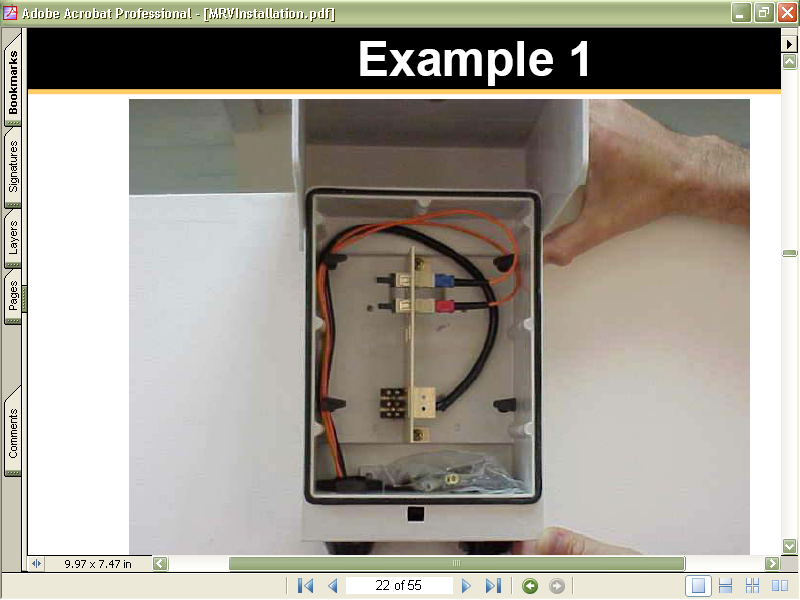 Adobe Acrobat Professional - [MRVInstallation.pdf]
Example 1
Bookmarks
Signatures
Layers
Pages
Comments
9.97 x 7.47 in
22 of 55